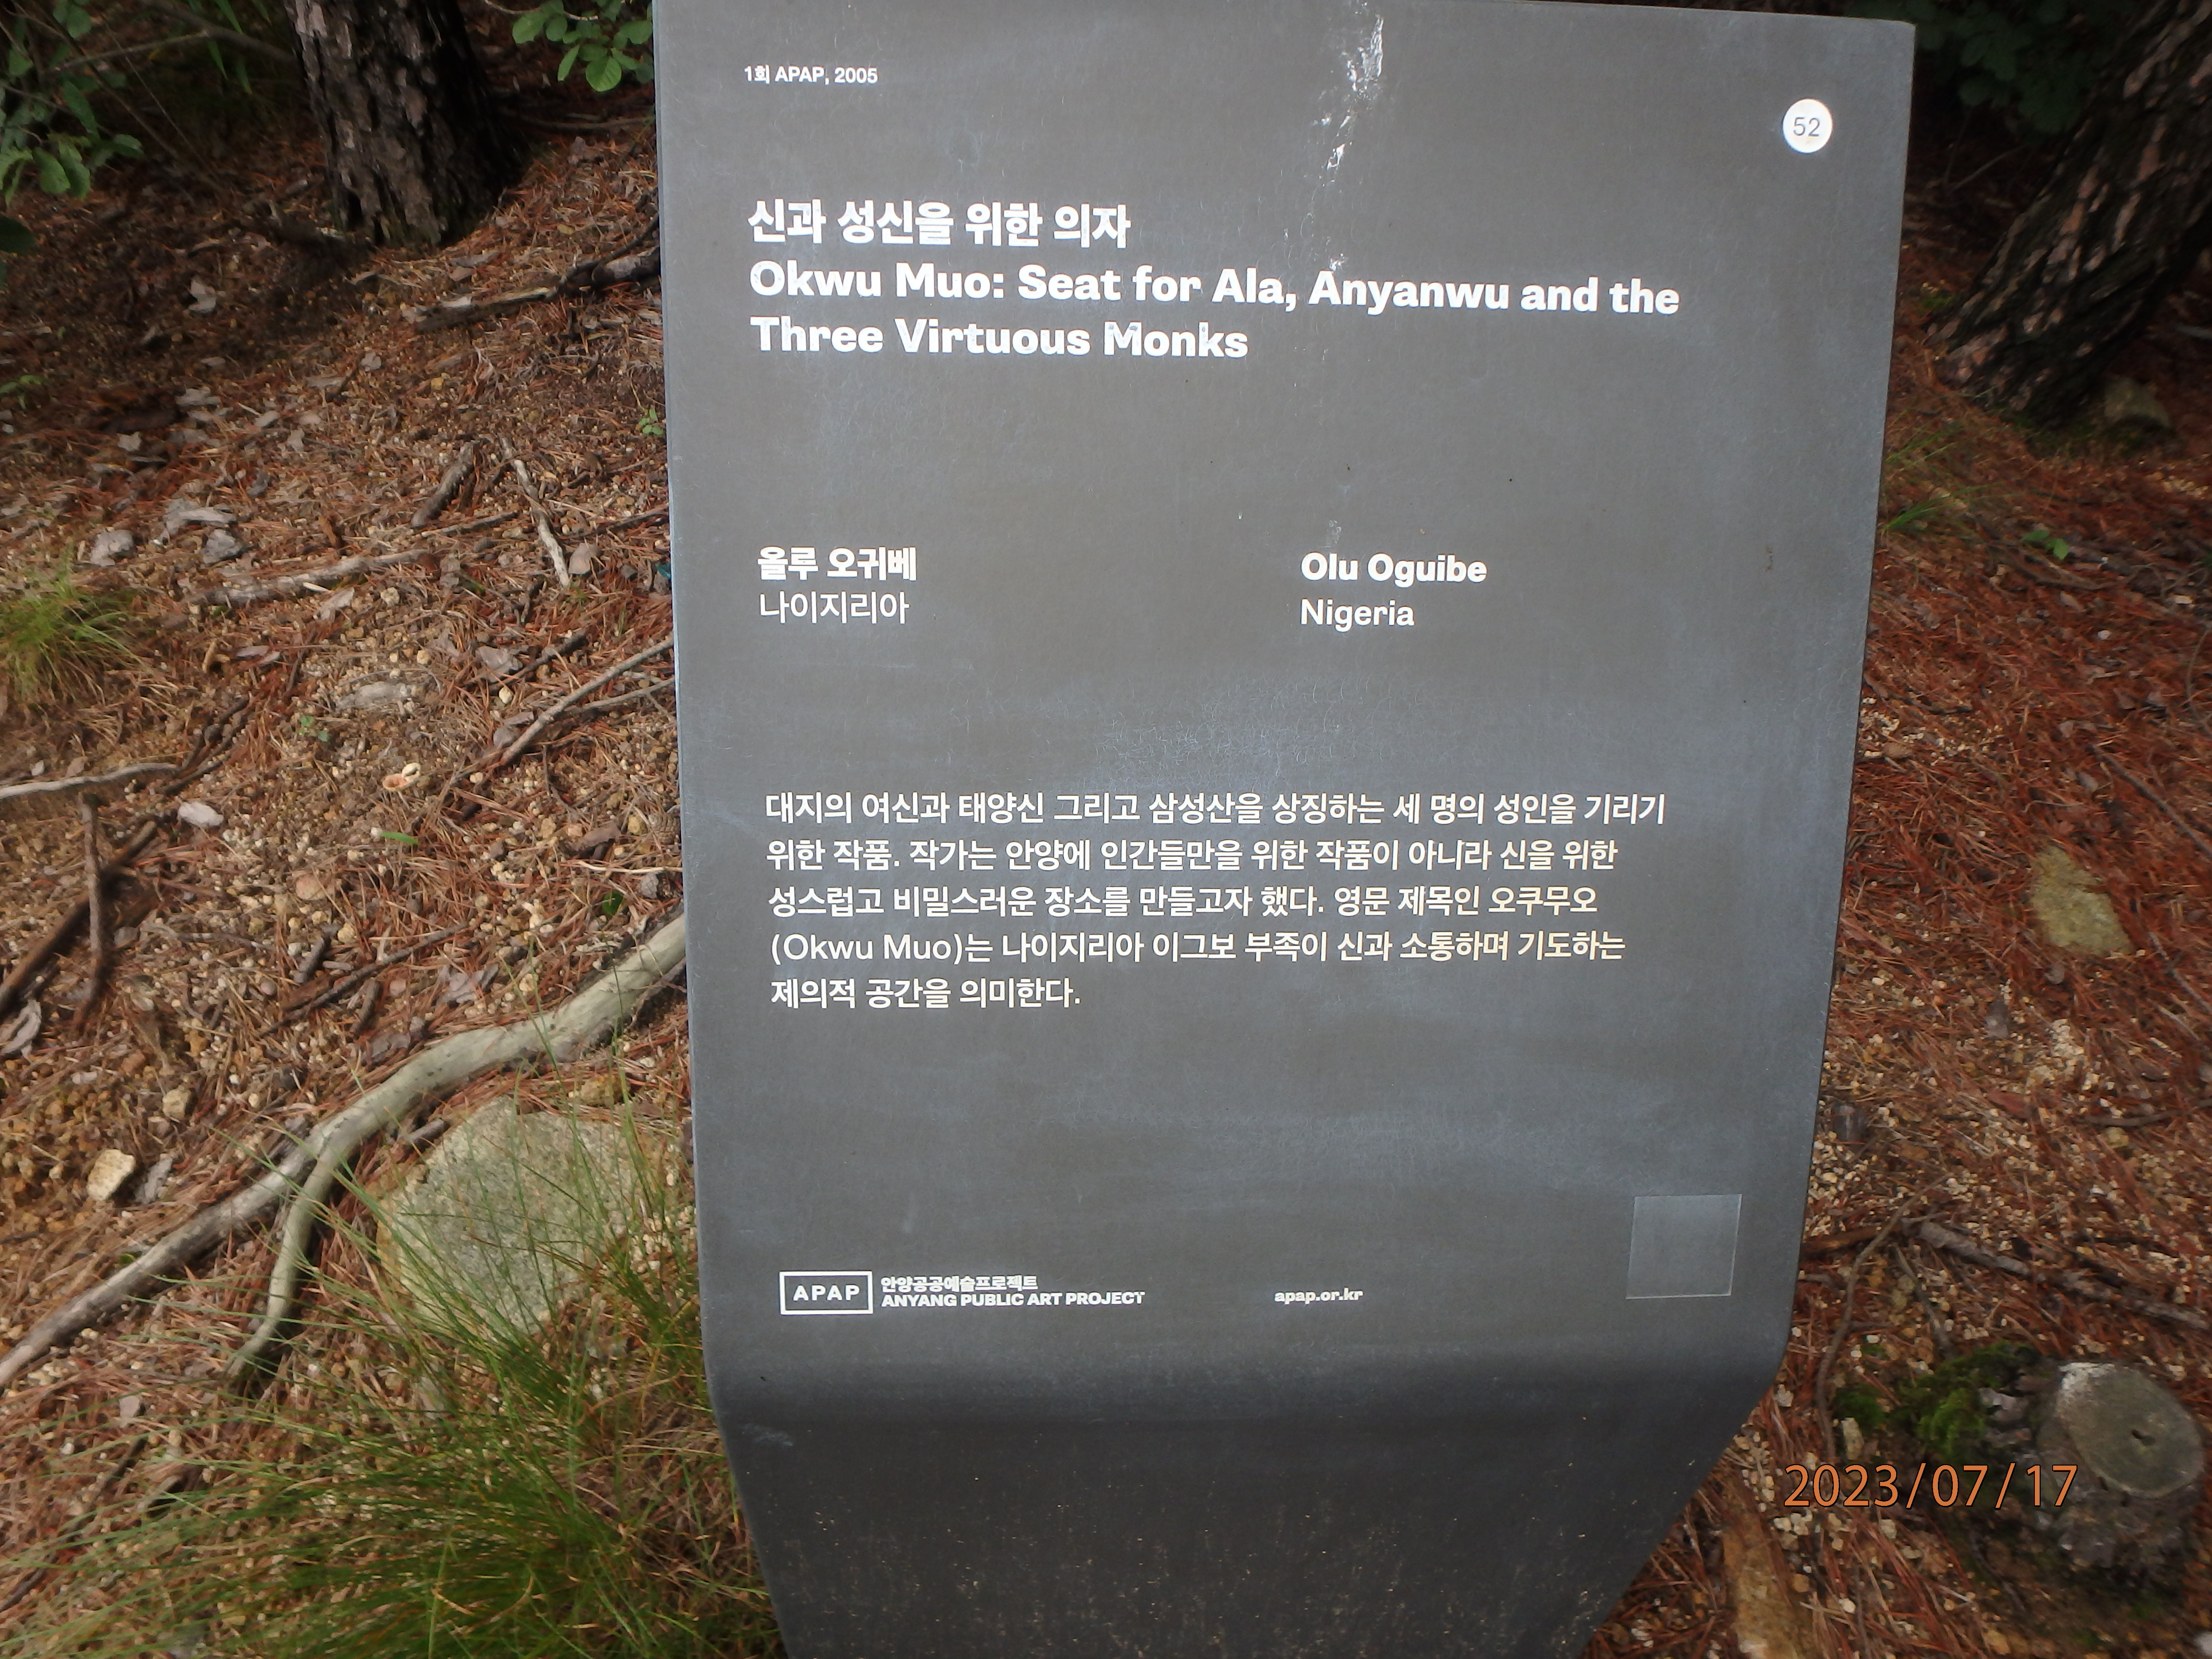 1회 APAP, 2005
52
신과 성신을 위한 의자
Okwu Muo: Seat for Ala, Anyanwu and the
Three Virtuous Monks
올루 오귀베
나이지리아
Olu Oguibe
Nigeria
대지의 여신과 태양신 그리고 삼성산을 상징하는 세 명의 성인을 기리기
위한 작품. 작가는 안양에 인간들만을 위한 작품이 아니라 신을 위한
성스럽고 비밀스러운 장소를 만들고자 했다. 영문 제목인 오쿠무오
(Okwu Muo)는 나이지리아 이그보 부족이 신과 소통하며 기도하는
제의적 공간을 의미한다.
APAP
안양공공예술프로젝트
ANYANG PUBLIC ART PROJECT
apap.or.kr
2023/07/17